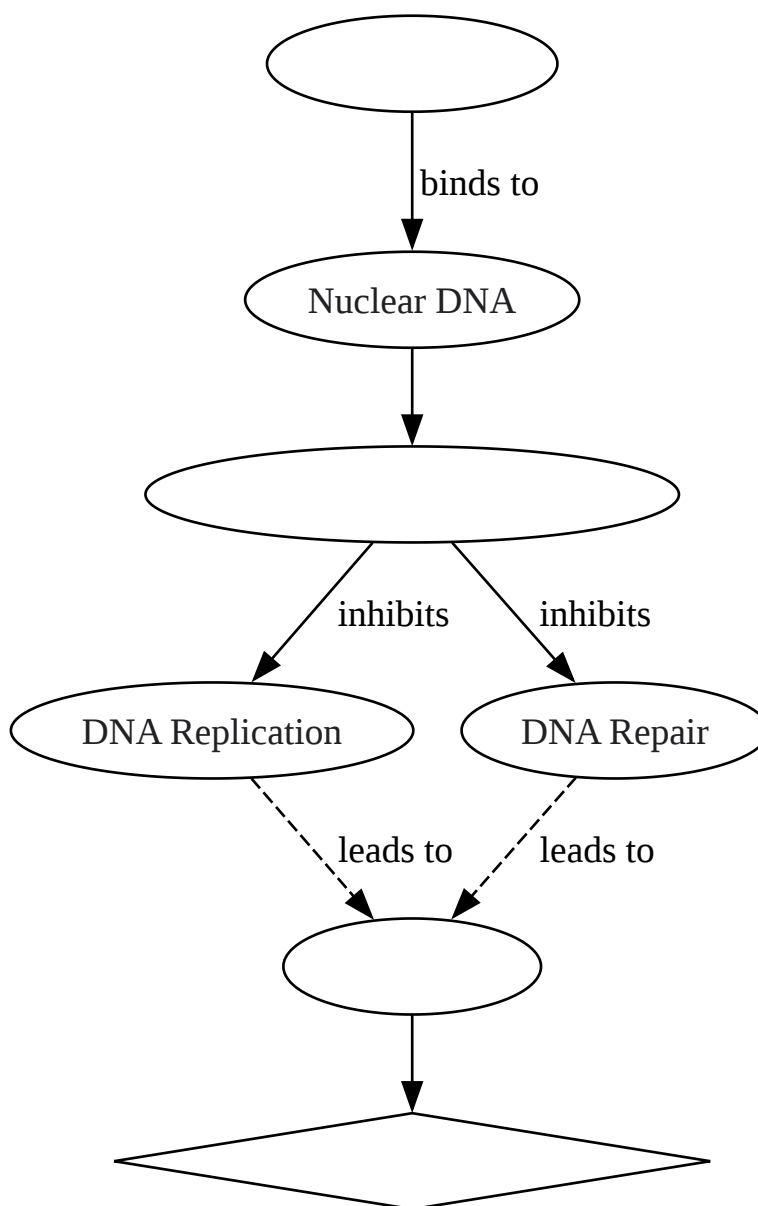 binds to
Nuclear DNA
inhibits
inhibits
DNA Replication
DNA Repair
leads to
leads to